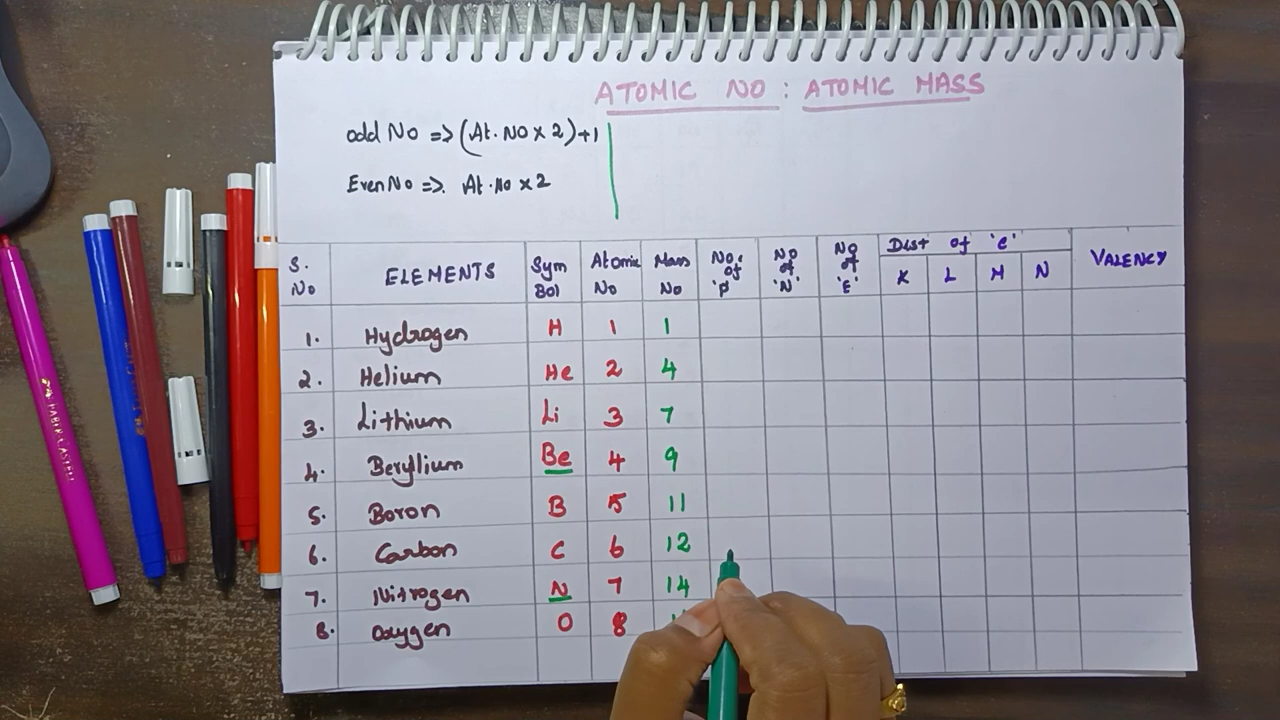 ATOMIC NO : ATOMIC MASS
odd No => (At. No x 2)+1
Even No => At. No x 2
S. No ELEMENTS Sym Bol Atomic No Mass No No. of 'P' No of 'N' No of 'E' Dist of 'e' K L M N VALENCY
1. Hydrogen H 1 1
2. Helium He 2 4
3. Lithium Li 3 7
4. Beryllium Be 4 9
5. Boron B 5 11
6. Carbon C 6 12
7. Nitrogen N 7 14
8. Oxygen O 8
FABER-CASTELL